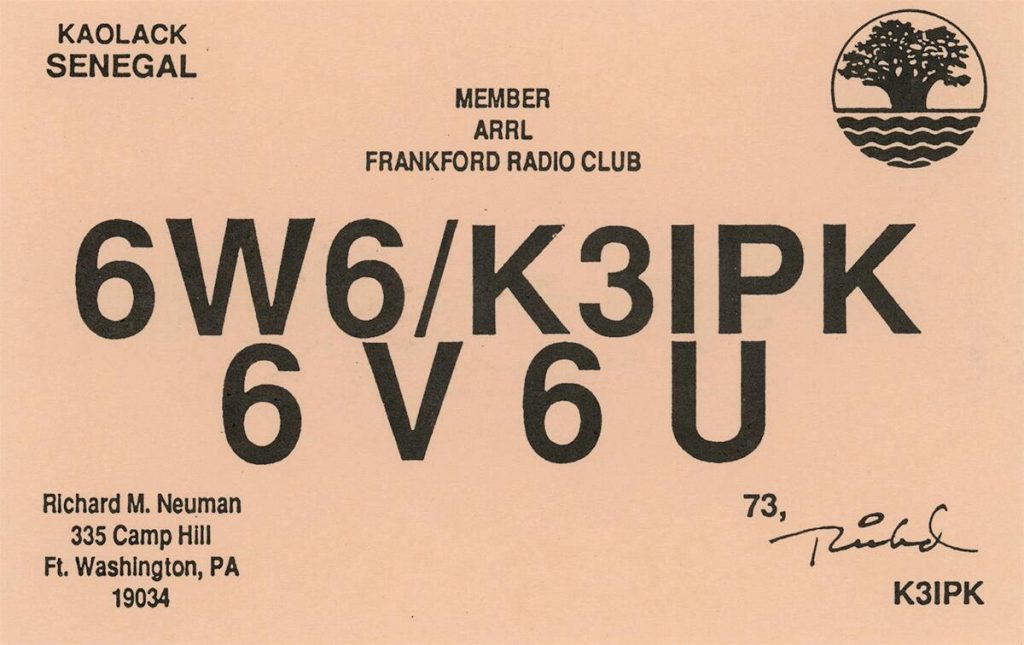 KAOLACK
SENEGAL
MEMBER
ARRL
FRANKFORD RADIO CLUB
6W6/K3IPK
6V6U
Richard M. Neuman
335 Camp Hill
Ft. Washington, PA
19034
73,
Richard
K3IPK